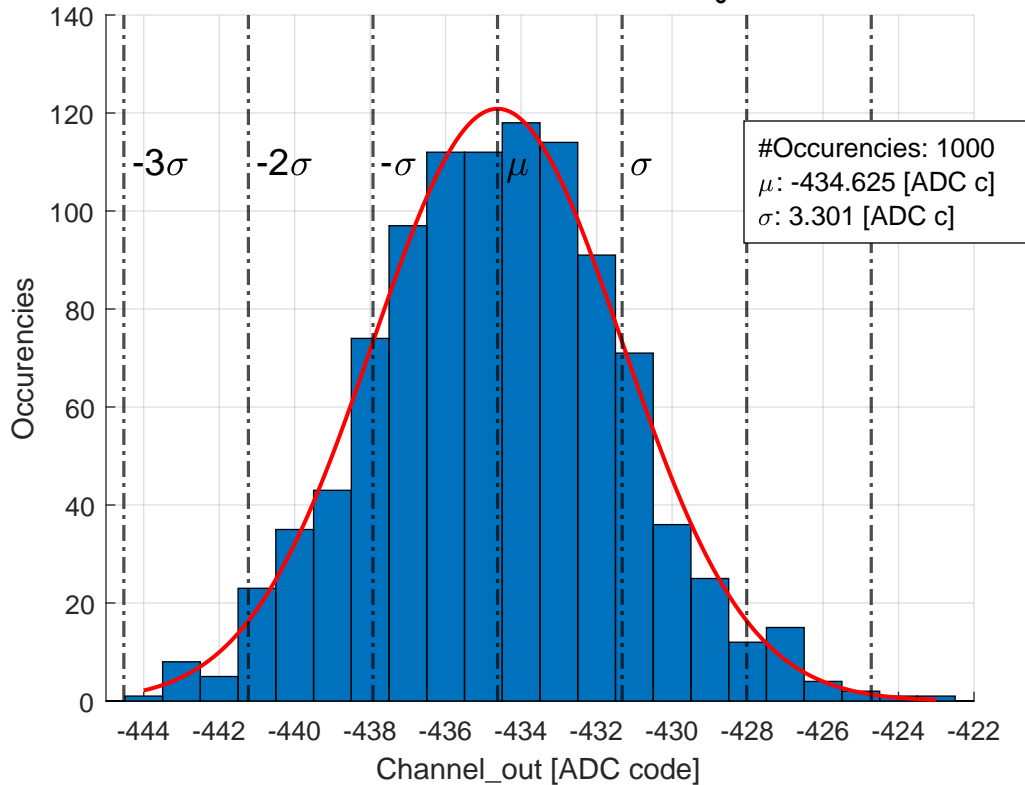 140
120
100
80
60
40
20
0
Occurencies
-3σ
-2σ
-σ
μ
σ
#Occurencies: 1000
μ: -434.625 [ADC c]
σ: 3.301 [ADC c]
-444 -442 -440 -438 -436 -434 -432 -430 -428 -426 -424 -422
Channel_out [ADC code]